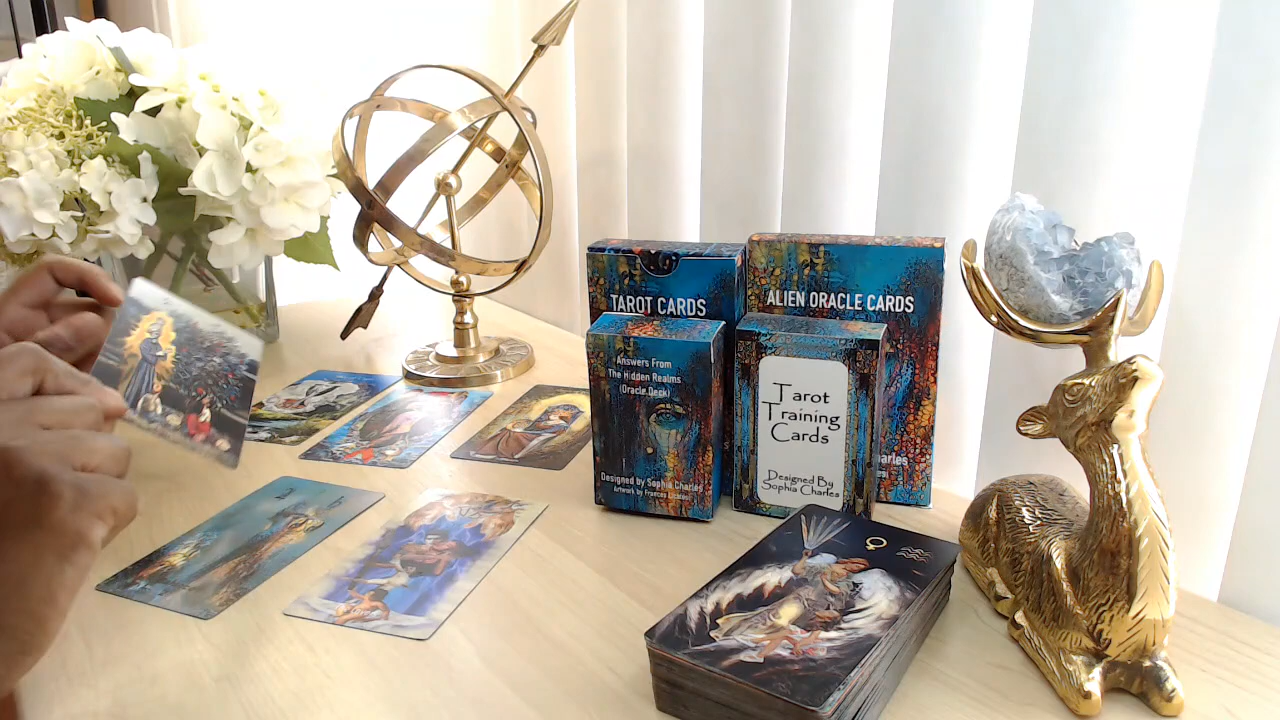 TAROT CARDS
ALIEN ORACLE CARDS
Answers From
The Hidden Realms
(Oracle Deck)
Designed by Sophia Charles
Artwork by Frances
Tarot
Training
Cards
Designed By
Sophia Charles
harles